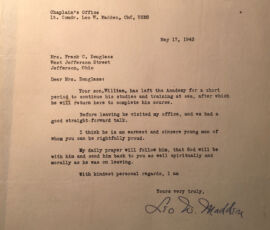 Chaplain's Office
Lt. Comdr. Leo W. Madden, ChC, USNR
May 17, 1943
Mrs. Frank C. Douglass
West Jefferson Street
Jefferson, Ohio
Dear Mrs. Douglass:
Your son, William, has left the Academy for a short
period to continue his studies and training at sea, after which
he will return here to complete his course.
Before leaving he visited my office, and we had a
good straight-forward talk.
I think he is an earnest and sincere young man of
whom you can be rightfully proud.
My daily prayer will follow him, that God will be
with him and send him back to you as well spiritually and
morally as he was on leaving.
With kindest personal regards, I am
Yours very truly,
Leo W. Madden